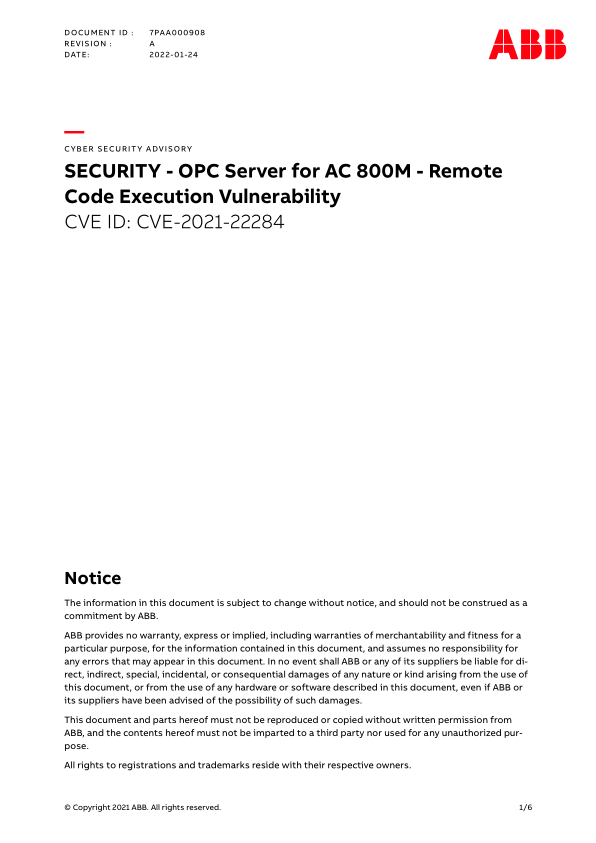 DOCUMENT ID : 7PAA000908
REVISION : A
DATE: 2022-01-24
ABB
CYBER SECURITY ADVISORY
SECURITY - OPC Server for AC 800M - Remote
Code Execution Vulnerability
CVE ID: CVE-2021-22284
Notice
The information in this document is subject to change without notice, and should not be construed as a
commitment by ABB.
ABB provides no warranty, express or implied, including warranties of merchantability and fitness for a
particular purpose, for the information contained in this document, and assumes no responsibility for
any errors that may appear in this document. In no event shall ABB or any of its suppliers be liable for di-
rect, indirect, special, incidental, or consequential damages of any nature or kind arising from the use of
this document, or from the use of any hardware or software described in this document, even if ABB or
its suppliers have been advised of the possibility of such damages.
This document and parts hereof must not be reproduced or copied without written permission from
ABB, and the contents hereof must not be imparted to a third party nor used for any unauthorized pur-
pose.
All rights to registrations and trademarks reside with their respective owners.
© Copyright 2021 ABB. All rights reserved. 1/6